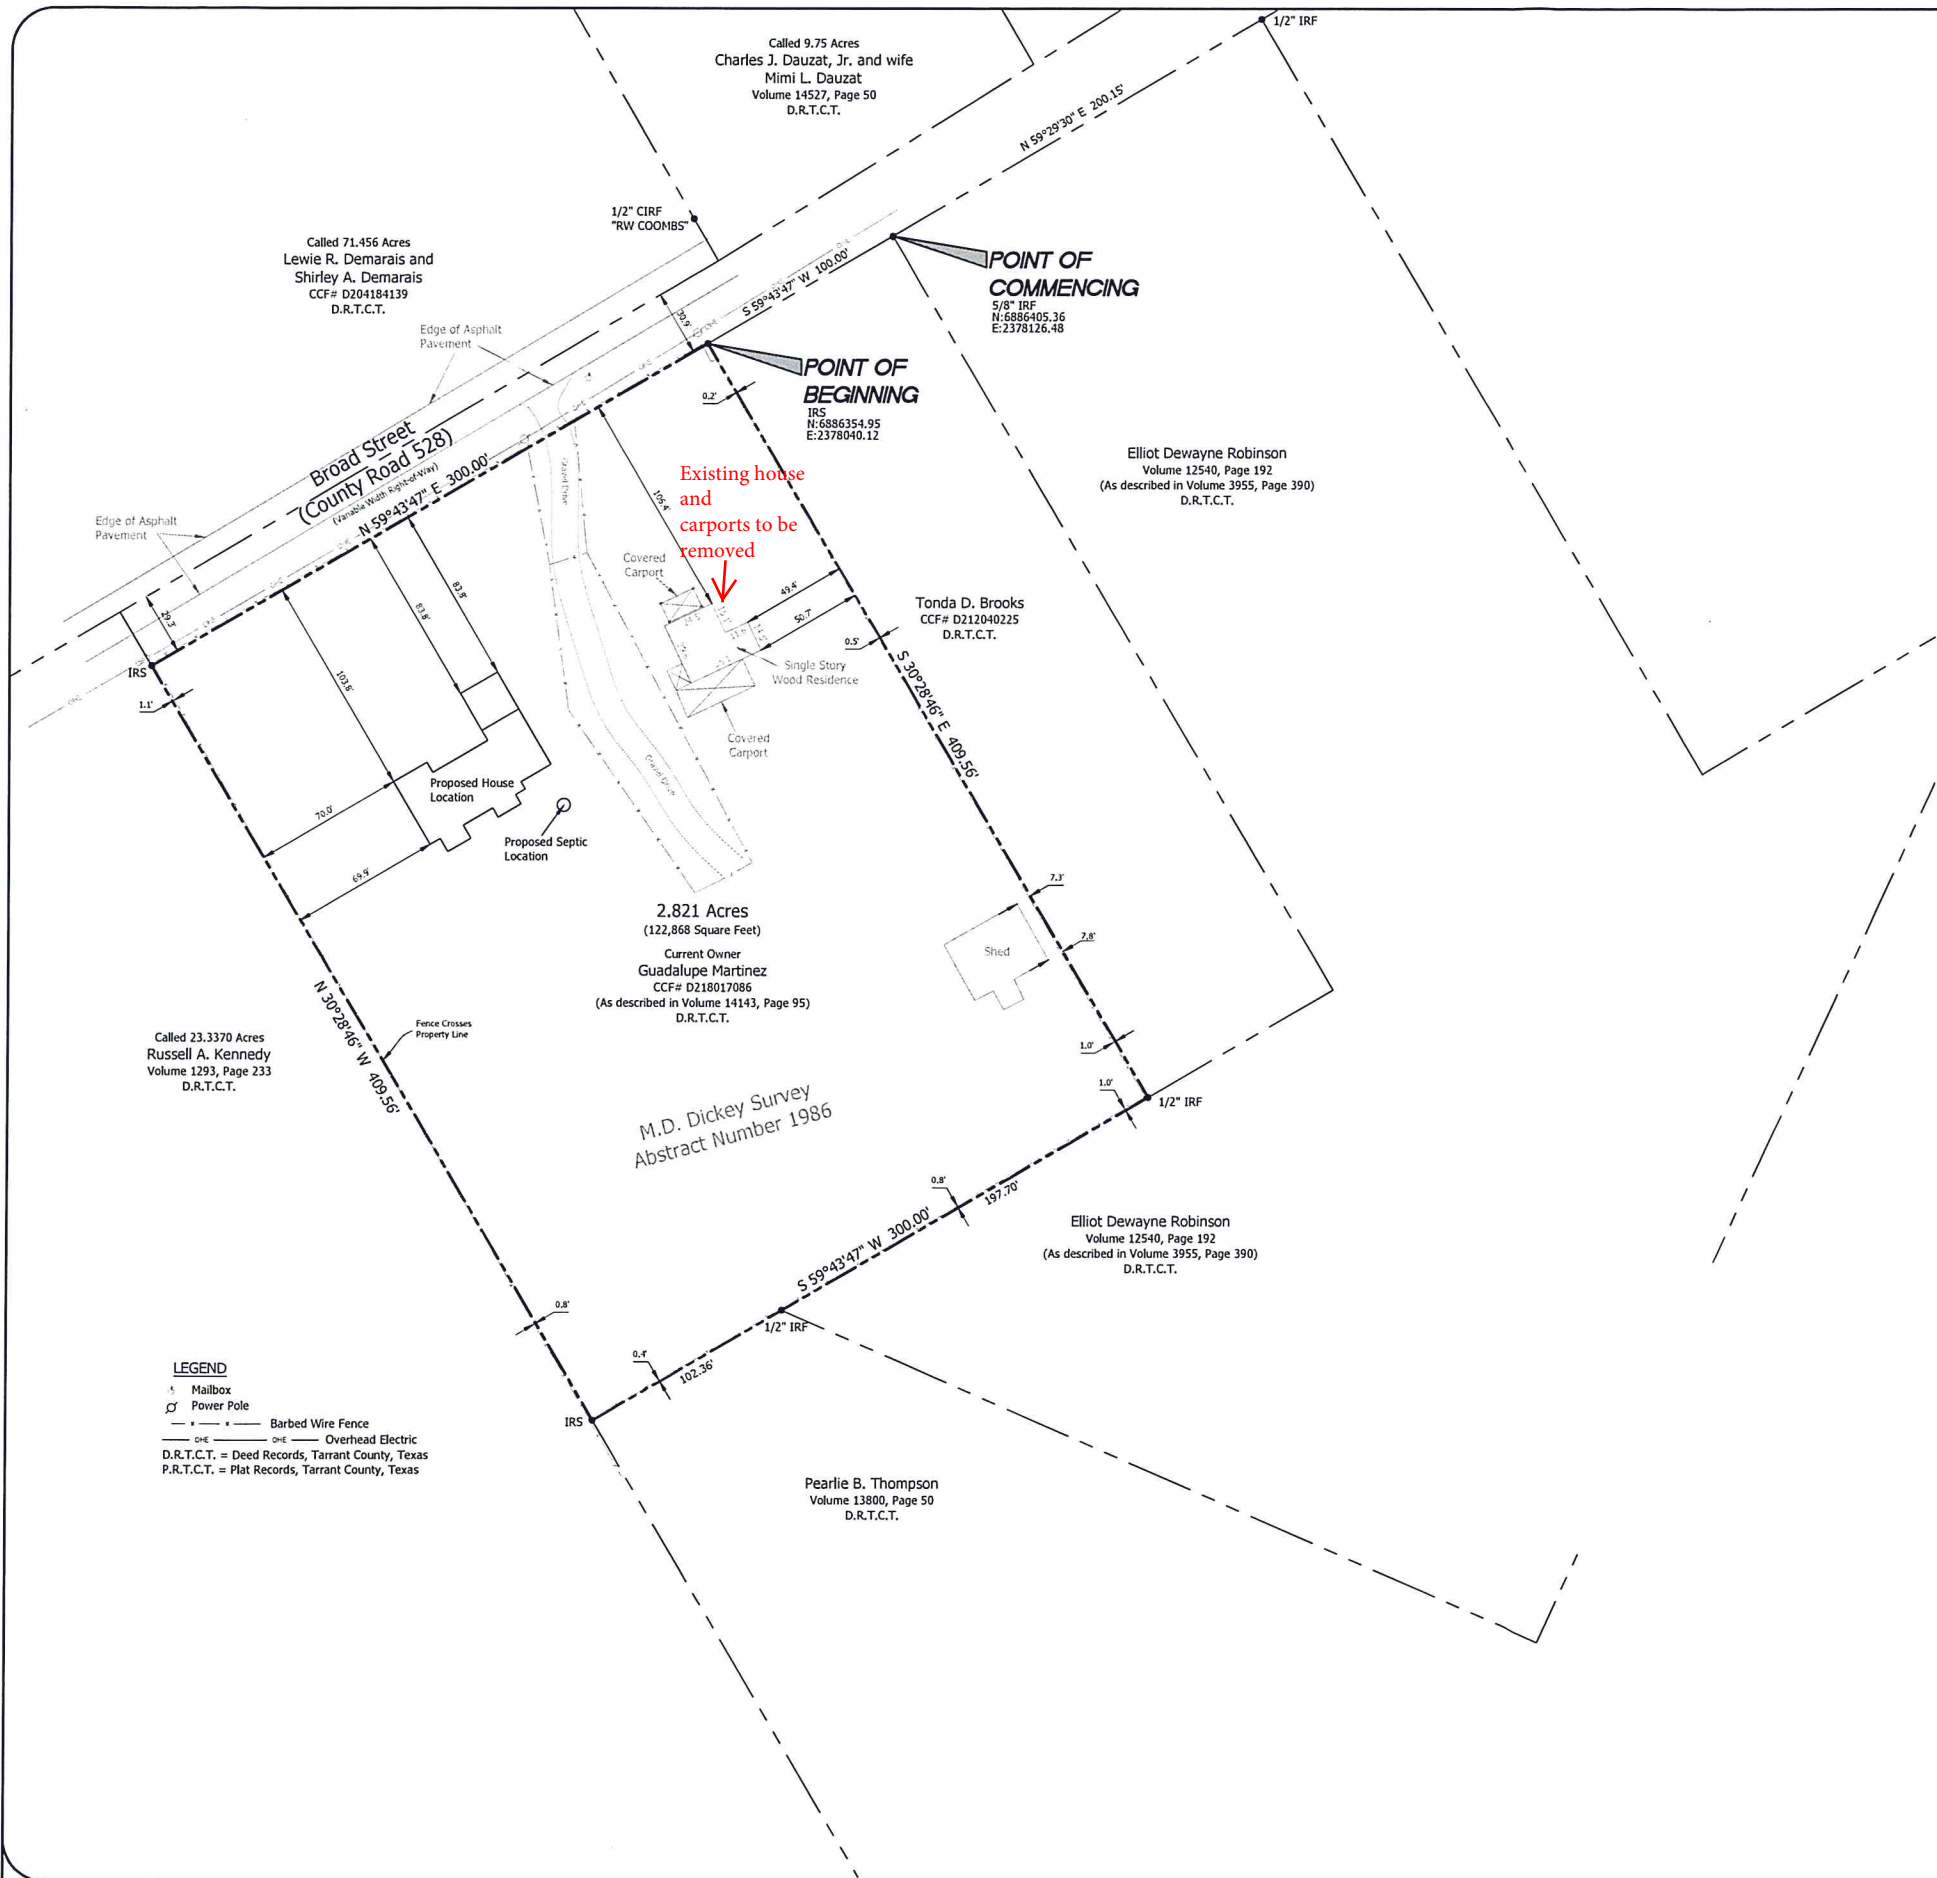 1/2" IRF
Called 9.75 Acres
Charles J. Dauzat, Jr. and wife
Mimi L. Dauzat
Volume 14527, Page 50
D.R.T.C.T.
N 59°29'30" E 200.15'
1/2" CIRF
"RW COOMBS"
Called 71.456 Acres
Lewie R. Demarais and
Shirley A. Demarais
CCF# D204184139
D.R.T.C.T.
S 59°43'47" W 100.00'
POINT OF
COMMENCING
5/8" IRF
N:6886405.36
E:2378126.48
Edge of Asphalt
Pavement
30.9'
POINT OF
BEGINNING
IRS
N:6886354.95
E:2378040.12
0.2'
Broad Street
(County Road 528)
(Variable Width Right-of-Way)
N 59°43'47" E 300.00'
Elliot Dewayne Robinson
Volume 12540, Page 192
(As described in Volume 3955, Page 390)
D.R.T.C.T.
Existing house
and
carports to be
removed
106.4'
Gravel Drive
Edge of Asphalt
Pavement
Covered
Carport
OHE
OHE
OHE
29.3'
83.8'
83.8'
49.4'
50.7'
Tonda D. Brooks
CCF# D212040225
D.R.T.C.T.
0.5'
IRS
1.1'
103.8'
Single Story
Wood Residence
S 30°28'46" E 409.56'
Covered
Carport
Gravel Drive
Proposed House
Location
70.0'
Proposed Septic
Location
69.9'
7.3'
2.821 Acres
(122,868 Square Feet)
Current Owner
Guadalupe Martinez
CCF# D218017086
(As described in Volume 14143, Page 95)
D.R.T.C.T.
7.8'
Shed
N 30°28'46" W 409.56'
Fence Crosses
Property Line
Called 23.3370 Acres
Russell A. Kennedy
Volume 1293, Page 233
D.R.T.C.T.
1.0'
1.0'
1/2" IRF
M.D. Dickey Survey
Abstract Number 1986
0.8'
197.70'
S 59°43'47" W 300.00'
Elliot Dewayne Robinson
Volume 12540, Page 192
(As described in Volume 3955, Page 390)
D.R.T.C.T.
0.8'
1/2" IRF
0.4'
102.36'
IRS
LEGEND
Mailbox
Power Pole
Barbed Wire Fence
OHE OHE Overhead Electric
D.R.T.C.T. = Deed Records, Tarrant County, Texas
P.R.T.C.T. = Plat Records, Tarrant County, Texas
Pearlie B. Thompson
Volume 13800, Page 50
D.R.T.C.T.